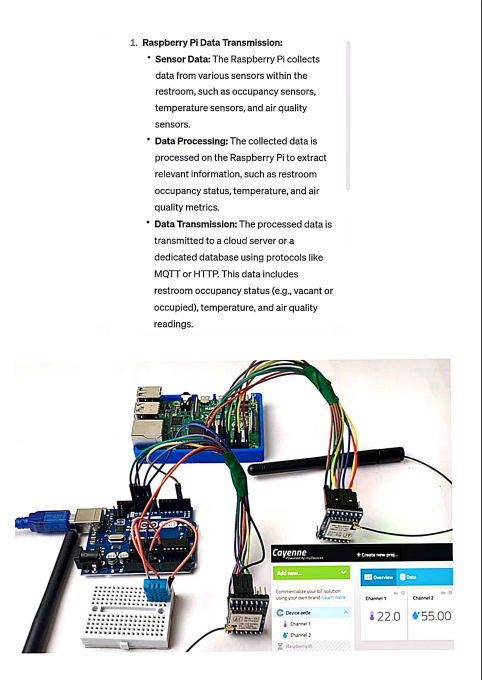 1. Raspberry Pi Data Transmission:
• Sensor Data: The Raspberry Pi collects
data from various sensors within the
restroom, such as occupancy sensors,
temperature sensors, and air quality
sensors.
• Data Processing: The collected data is
processed on the Raspberry Pi to extract
relevant information, such as restroom
occupancy status, temperature, and air
quality metrics.
• Data Transmission: The processed data is
transmitted to a cloud server or a
dedicated database using protocols like
MQTT or HTTP. This data includes
restroom occupancy status (e.g., vacant or
occupied), temperature, and air quality
readings.
Cayenne
Powered by myDevices
+ Create new proj...
Add new...
Overview
Data
Commercialize your IoT solution
using your own brand. Learn more
Device aede
Channel 1
Channel 2
Raspberry Pi
Channel 1
22.0
Channel 2
55.00